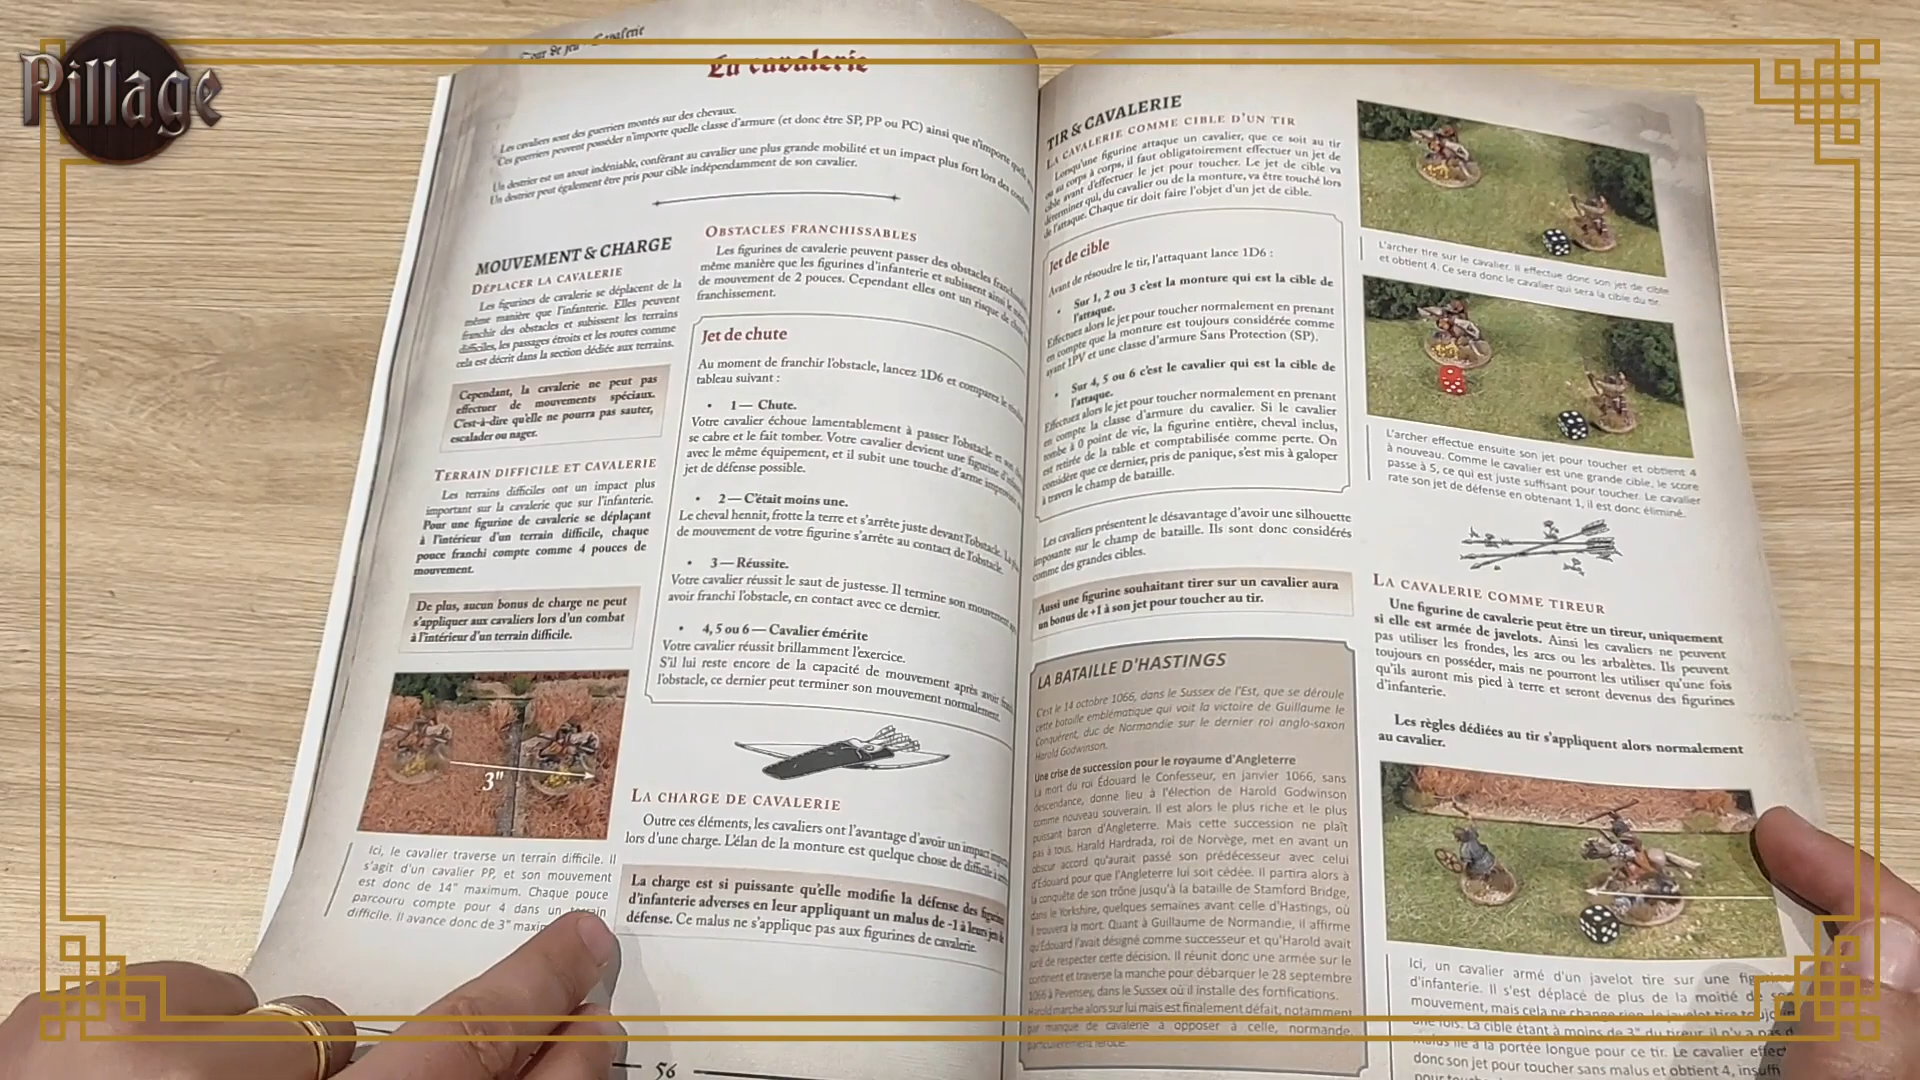 Pillage
Tour de jeu - Cavalerie
La cavalerie
Les cavaliers sont des guerriers montés sur des chevaux.
Ces guerriers peuvent posséder n'importe quelle classe d'armure (et donc être SP, PP ou PC) ainsi que n'importe
Un destrier est un atout indéniable, conférant au cavalier une plus grande mobilité et un impact plus fort lors des
Un destrier peut également être pris pour cible indépendamment de son cavalier.
MOUVEMENT & CHARGE
DÉPLACER LA CAVALERIE
Les figurines de cavalerie se déplacent de la
même manière que l'infanterie. Elles peuvent
franchir des obstacles et subissent les terrains
difficiles, les passages étroits et les routes comme
cela est décrit dans la section dédiée aux terrains.
Cependant, la cavalerie ne peut pas
effectuer de mouvements spéciaux.
C'est-à-dire qu'elle ne pourra pas sauter,
escalader ou nager.
TERRAIN DIFFICILE ET CAVALERIE
Les terrains difficiles ont un impact plus
important sur la cavalerie que sur l'infanterie.
Pour une figurine de cavalerie se déplaçant
à l'intérieur d'un terrain difficile, chaque
pouce franchi compte comme 4 pouces de
mouvement.
De plus, aucun bonus de charge ne peut
s'appliquer aux cavaliers lors d'un combat
à l'intérieur d'un terrain difficile.
3"
Ici, le cavalier traverse un terrain difficile. Il
s'agit d'un cavalier PP, et son mouvement
est donc de 14" maximum. Chaque pouce
parcouru compte pour 4 dans un terrain
difficile. Il avance donc de 3"
OBSTACLES FRANCHISSABLES
Les figurines de cavalerie peuvent passer des obstacles
même manière que les figurines d'infanterie et subissent ainsi le
de mouvement de 2 pouces. Cependant elles ont un risque de
franchissement.
Jet de chute
Au moment de franchir l'obstacle, lancez 1D6 et comparez le
tableau suivant :
• 1 — Chute.
Votre cavalier échoue lamentablement à passer l'obstacle et son
se cabre et le fait tomber. Votre cavalier devient une figurine
avec le même équipement, et il subit une touche d'arme
jet de défense possible.
• 2 — C'était moins une.
Le cheval hennit, frotte la terre et s'arrête juste devant l'obstacle. La
de mouvement de votre figurine s'arrête au contact de l'obstacle.
• 3 — Réussite.
Votre cavalier réussit le saut de justesse. Il termine son mouvement
avoir franchi l'obstacle, en contact avec ce dernier.
• 4, 5 ou 6 — Cavalier émérite
Votre cavalier réussit brillamment l'exercice.
S'il lui reste encore de la capacité de mouvement après avoir
l'obstacle, ce dernier peut terminer son mouvement normalement.
LA CHARGE DE CAVALERIE
Outre ces éléments, les cavaliers ont l'avantage d'avoir un impact
lors d'une charge. L'élan de la monture est quelque chose de difficile à
La charge est si puissante qu'elle modifie la défense des
d'infanterie adverses en leur appliquant un malus de -1 à leurs jets de
défense. Ce malus ne s'applique pas aux figurines de cavalerie.
56
TIR & CAVALERIE
LA CAVALERIE COMME CIBLE D'UN TIR
Lorsqu'une figurine attaque un cavalier, que ce soit au tir
ou au corps à corps, il faut obligatoirement effectuer un jet de
cible avant d'effectuer le jet pour toucher. Le jet de cible va
déterminer qui, du cavalier ou de la monture, va être touché lors
de l'attaque. Chaque tir doit faire l'objet d'un jet de cible.
Jet de cible
Avant de résoudre le tir, l'attaquant lance 1D6 :
• Sur 1, 2 ou 3 c'est la monture qui est la cible de
l'attaque.
Effectuez alors le jet pour toucher normalement en prenant
en compte que la monture est toujours considérée comme
ayant 1PV et une classe d'armure Sans Protection (SP).
• Sur 4, 5 ou 6 c'est le cavalier qui est la cible de
l'attaque.
Effectuez alors le jet pour toucher normalement en prenant
en compte la classe d'armure du cavalier. Si le cavalier
tombe à 0 point de vie, la figurine entière, cheval inclus,
est retirée de la table et comptabilisée comme perte. On
considère que ce dernier, pris de panique, s'est mis à galoper
à travers le champ de bataille.
Les cavaliers présentent le désavantage d'avoir une silhouette
imposante sur le champ de bataille. Ils sont donc considérés
comme des grandes cibles.
Aussi une figurine souhaitant tirer sur un cavalier aura
un bonus de +1 à son jet pour toucher au tir.
LA BATAILLE D'HASTINGS
C'est le 14 octobre 1066, dans le Sussex de l'Est, que se déroule
cette bataille emblématique qui voit la victoire de Guillaume le
Conquérent, duc de Normandie sur le dernier roi anglo-saxon
Harold Godwinson.
Une crise de succession pour le royaume d'Angleterre
La mort du roi Édouard le Confesseur, en janvier 1066, sans
descendance, donne lieu à l'élection de Harold Godwinson
comme nouveau souverain. Il est alors le plus riche et le plus
puissant baron d'Angleterre. Mais cette succession ne plaît
pas à tous. Harald Hardrada, roi de Norvège, met en avant un
obscur accord qu'aurait passé son prédécesseur avec celui
d'Édouard pour que l'Angleterre lui soit cédée. Il partira alors à
la conquête de son trône jusqu'à la bataille de Stamford Bridge,
dans le Yorkshire, quelques semaines avant celle d'Hastings, où
il trouvera la mort. Quant à Guillaume de Normandie, il affirme
qu'Édouard l'avait désigné comme successeur et qu'Harold avait
juré de respecter cette décision. Il réunit donc une armée sur le
continent et traverse la manche pour débarquer le 28 septembre
1066 à Pevensey, dans le Sussex où il installe des fortifications.
Harold marche alors sur lui mais est finalement défait, notamment
par manque de cavalerie à opposer à celle, normande,
particulièrement féroce.
L'archer tire sur le cavalier. Il effectue donc son jet de cible
et obtient 4. Ce sera donc le cavalier qui sera la cible du tir.
L'archer effectue ensuite son jet pour toucher et obtient 4
à nouveau. Comme le cavalier est une grande cible, le score
passe à 5, ce qui est juste suffisant pour toucher. Le cavalier
rate son jet de défense en obtenant 1, il est donc éliminé.
LA CAVALERIE COMME TIREUR
Une figurine de cavalerie peut être un tireur, uniquement
si elle est armée de javelots. Ainsi les cavaliers ne peuvent
pas utiliser les frondes, les arcs ou les arbalètes. Ils peuvent
toujours en posséder, mais ne pourront les utiliser qu'une fois
qu'ils auront mis pied à terre et seront devenus des figurines
d'infanterie.
Les règles dédiées au tir s'appliquent alors normalement
au cavalier.
Ici, un cavalier armé d'un javelot tire sur une
d'infanterie. Il s'est déplacé de plus de la moitié de
mouvement, mais cela ne change rien, le javelot tire
une fois. La cible étant à moins de 3" du tireur, il n'y a pas
malus lié à la portée longue pour ce tir. Le cavalier
donc son jet pour toucher sans malus et obtient 4,